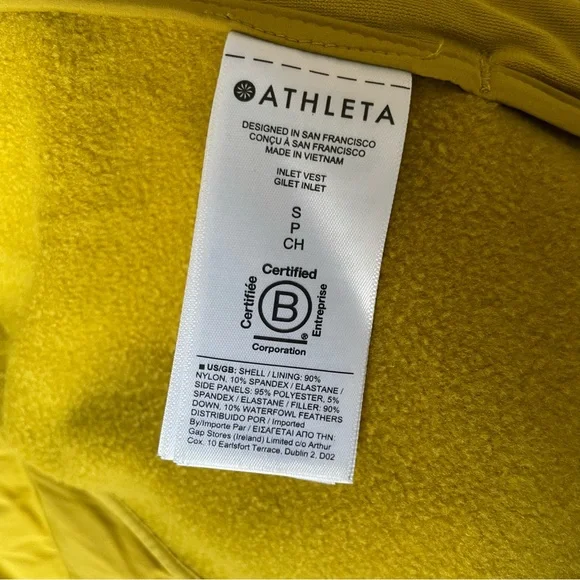 ATHLETA
DESIGNED IN SAN FRANCISCO
CONÇU À SAN FRANCISCO
MADE IN VIETNAM
INLET VEST
GILET INLET
S
P
CH
Certified
Certifiée
B
Entreprise
®
Corporation
■ US/GB: SHELL / LINING: 90%
NYLON, 10% SPANDEX / ELASTANE /
SIDE PANELS: 95% POLYESTER, 5%
SPANDEX / ELASTANE / FILLER: 90%
DOWN, 10% WATERFOWL FEATHERS
DISTRIBUIDO POR / Imported
By/Importe Par / ΕΙΣΑΓΕΤΑΙ ΑΠΟ ΤΗΝ
Gap Stores (Ireland) Limited c/o Arthur
Cox. 10 Earlsfort Terrace, Dublin 2, D02